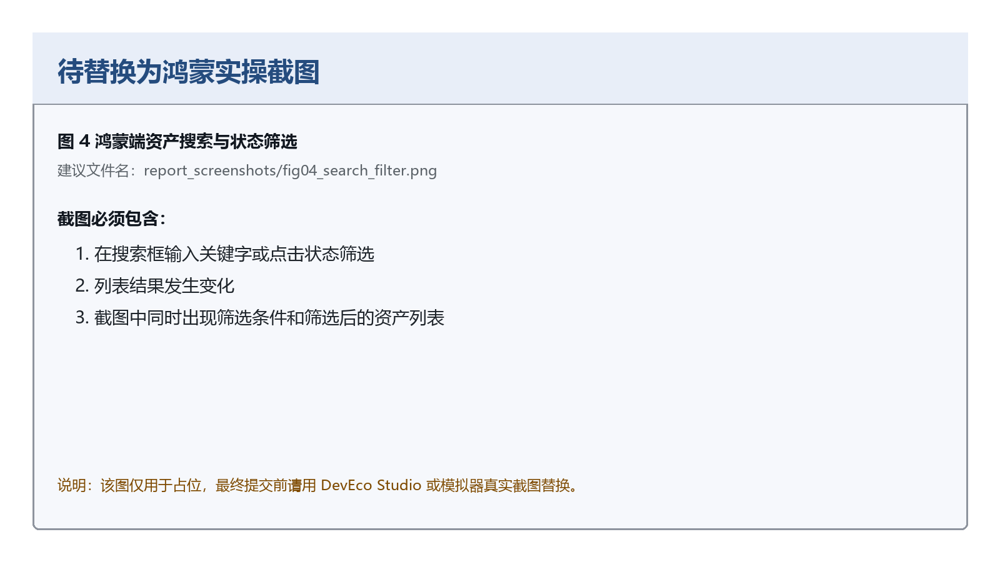 待替换为鸿蒙实操截图
图 4 鸿蒙端资产搜索与状态筛选
建议文件名：report_screenshots/fig04_search_filter.png
截图必须包含：
1. 在搜索框输入关键字或点击状态筛选
2. 列表结果发生变化
3. 截图中同时出现筛选条件和筛选后的资产列表
说明：该图仅用于占位，最终提交前请用 DevEco Studio 或模拟器真实截图替换。